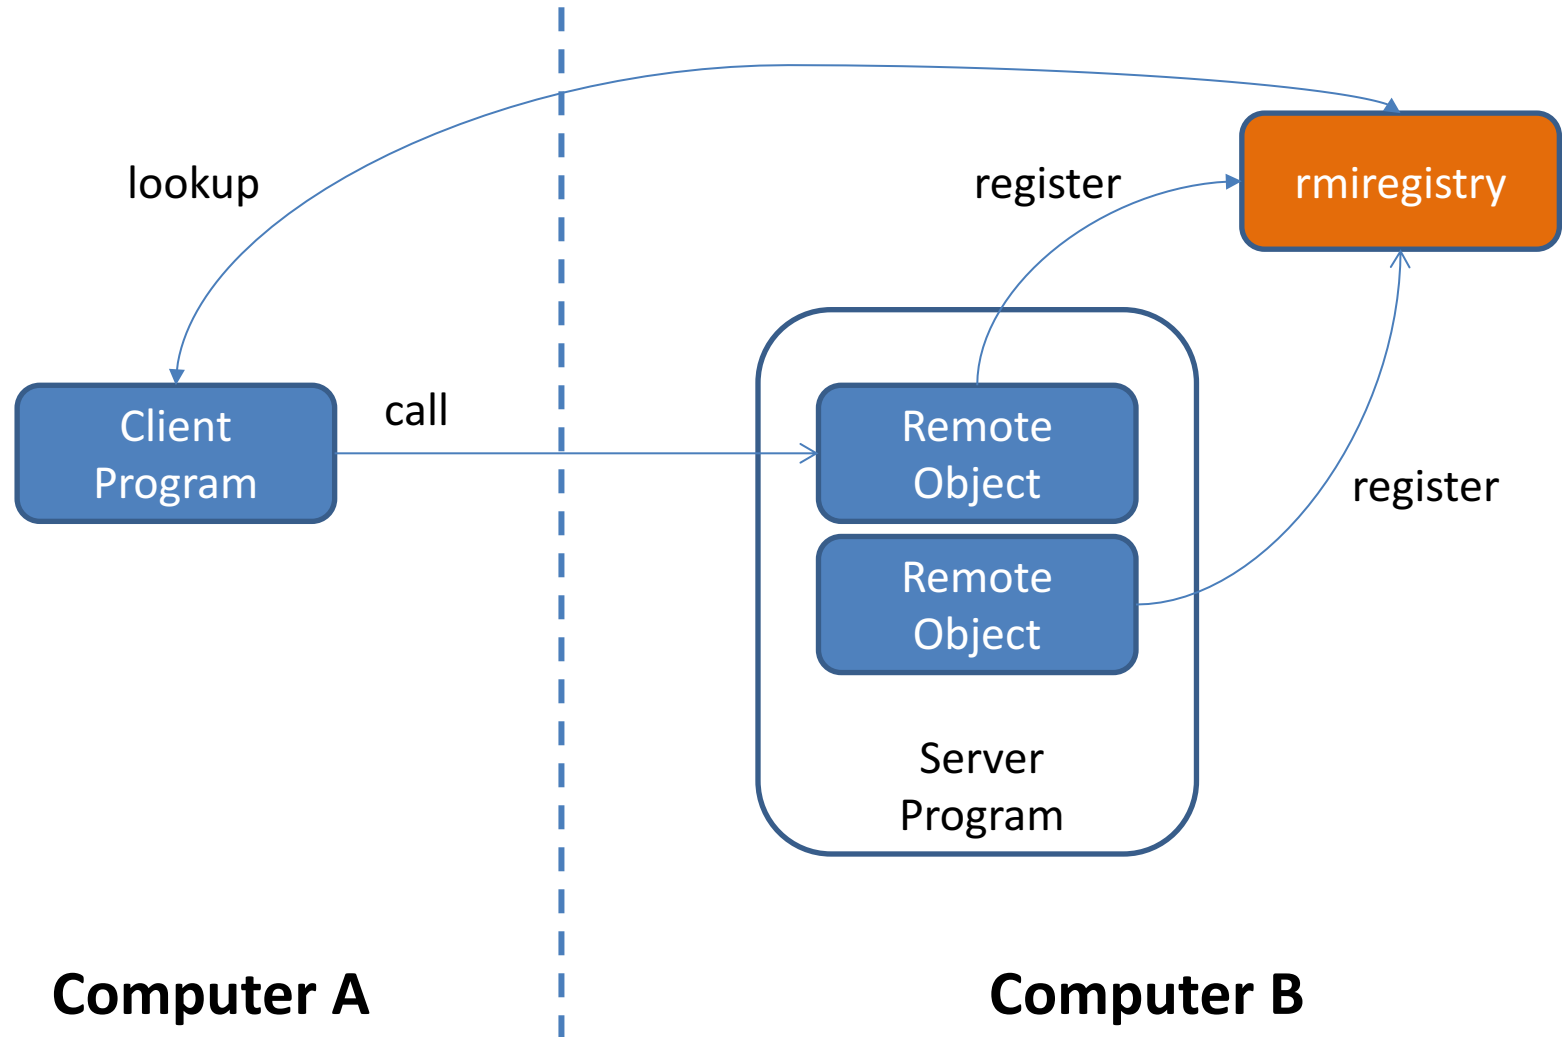 lookup
register
rmiregistry
Client
Program
call
Remote
Object
register
Remote
Object
Server
Program
Computer A
Computer B